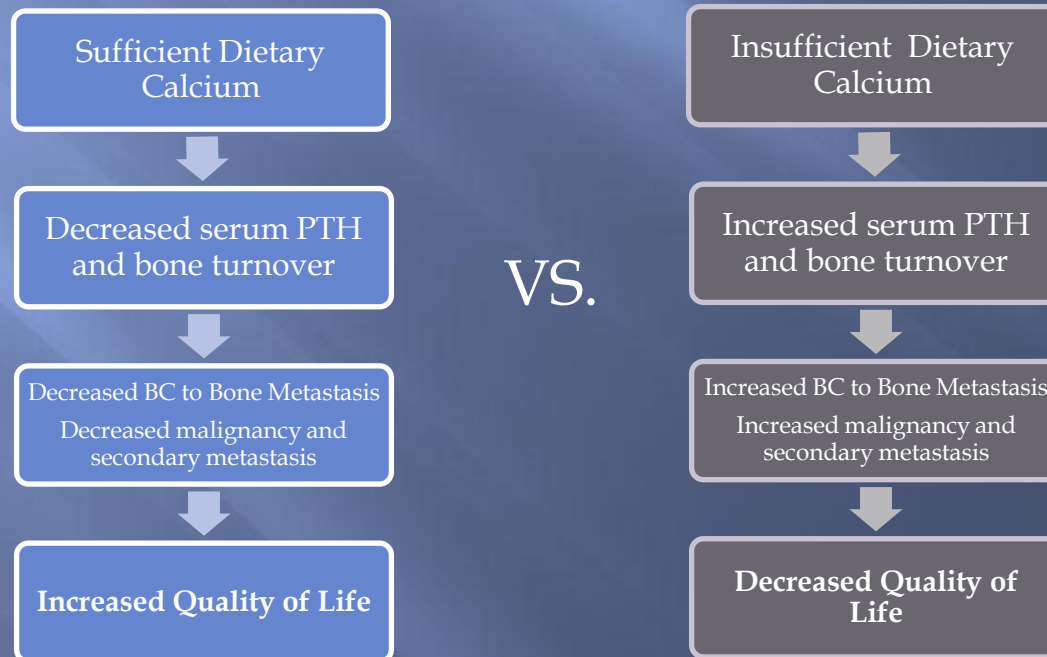 Sufficient Dietary
Calcium
Decreased serum PTH
and bone turnover
Decreased BC to Bone Metastasis
Decreased malignancy and
secondary metastasis
Increased Quality of Life
VS.
Insufficient Dietary
Calcium
Increased serum PTH
and bone turnover
Increased BC to Bone Metastasis
Increased malignancy and
secondary metastasis
Decreased Quality of
Life